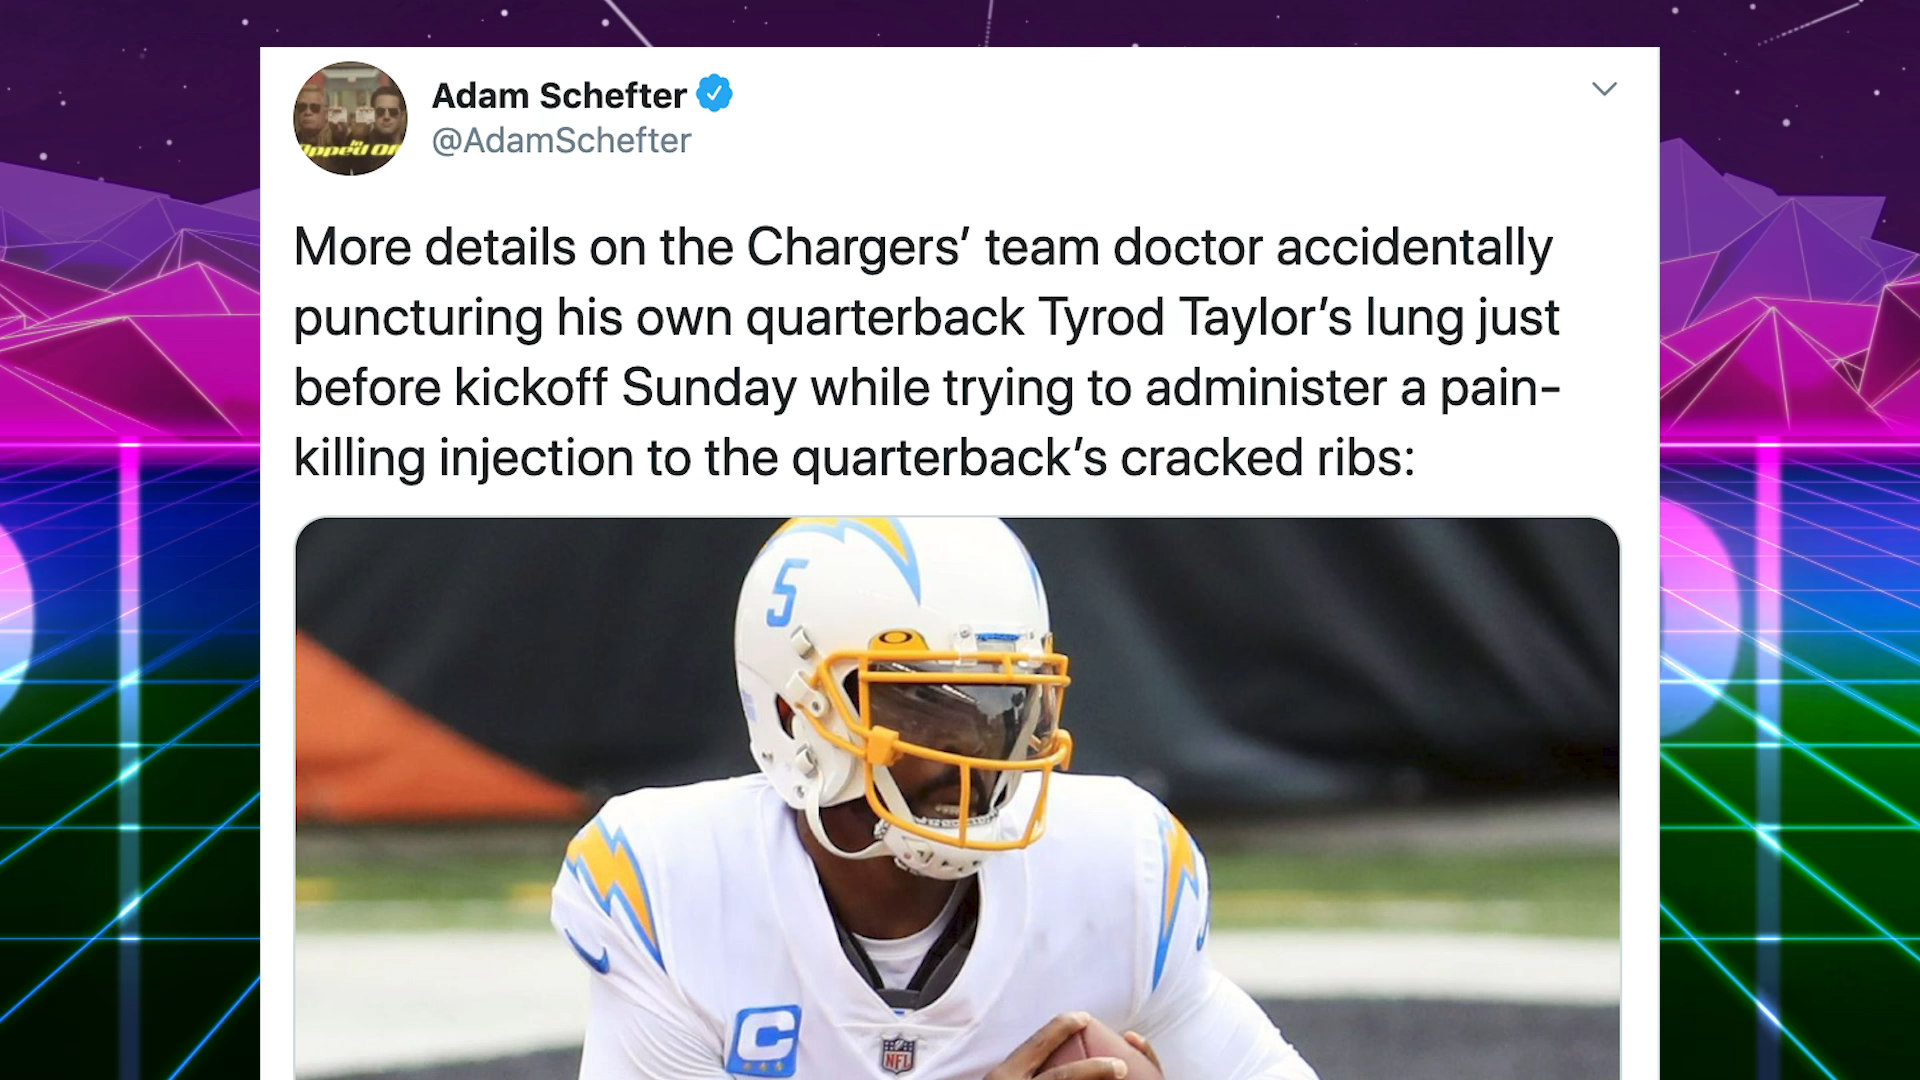 Adam Schefter
@AdamSchefter
More details on the Chargers’ team doctor accidentally
puncturing his own quarterback Tyrod Taylor’s lung just
before kickoff Sunday while trying to administer a pain-
killing injection to the quarterback’s cracked ribs:
5
C
NFL